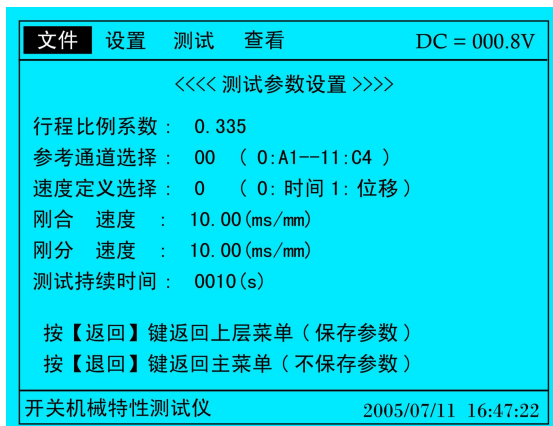 文件 设置 测试 查看 DC = 000.8V
<<<< 测试参数设置 >>>>
行程比例系数： 0.335
参考通道选择： 00 （ 0:A1--11:C4 ）
速度定义选择： 0 （ 0: 时间 1: 位移）
刚合 速度 ： 10.00(ms/mm)
刚分 速度 ： 10.00(ms/mm)
测试持续时间： 0010(s)
按【返回】键返回上层菜单（保存参数）
按【退回】键返回主菜单（不保存参数）
开关机械特性测试仪 2005/07/11 16:47:22